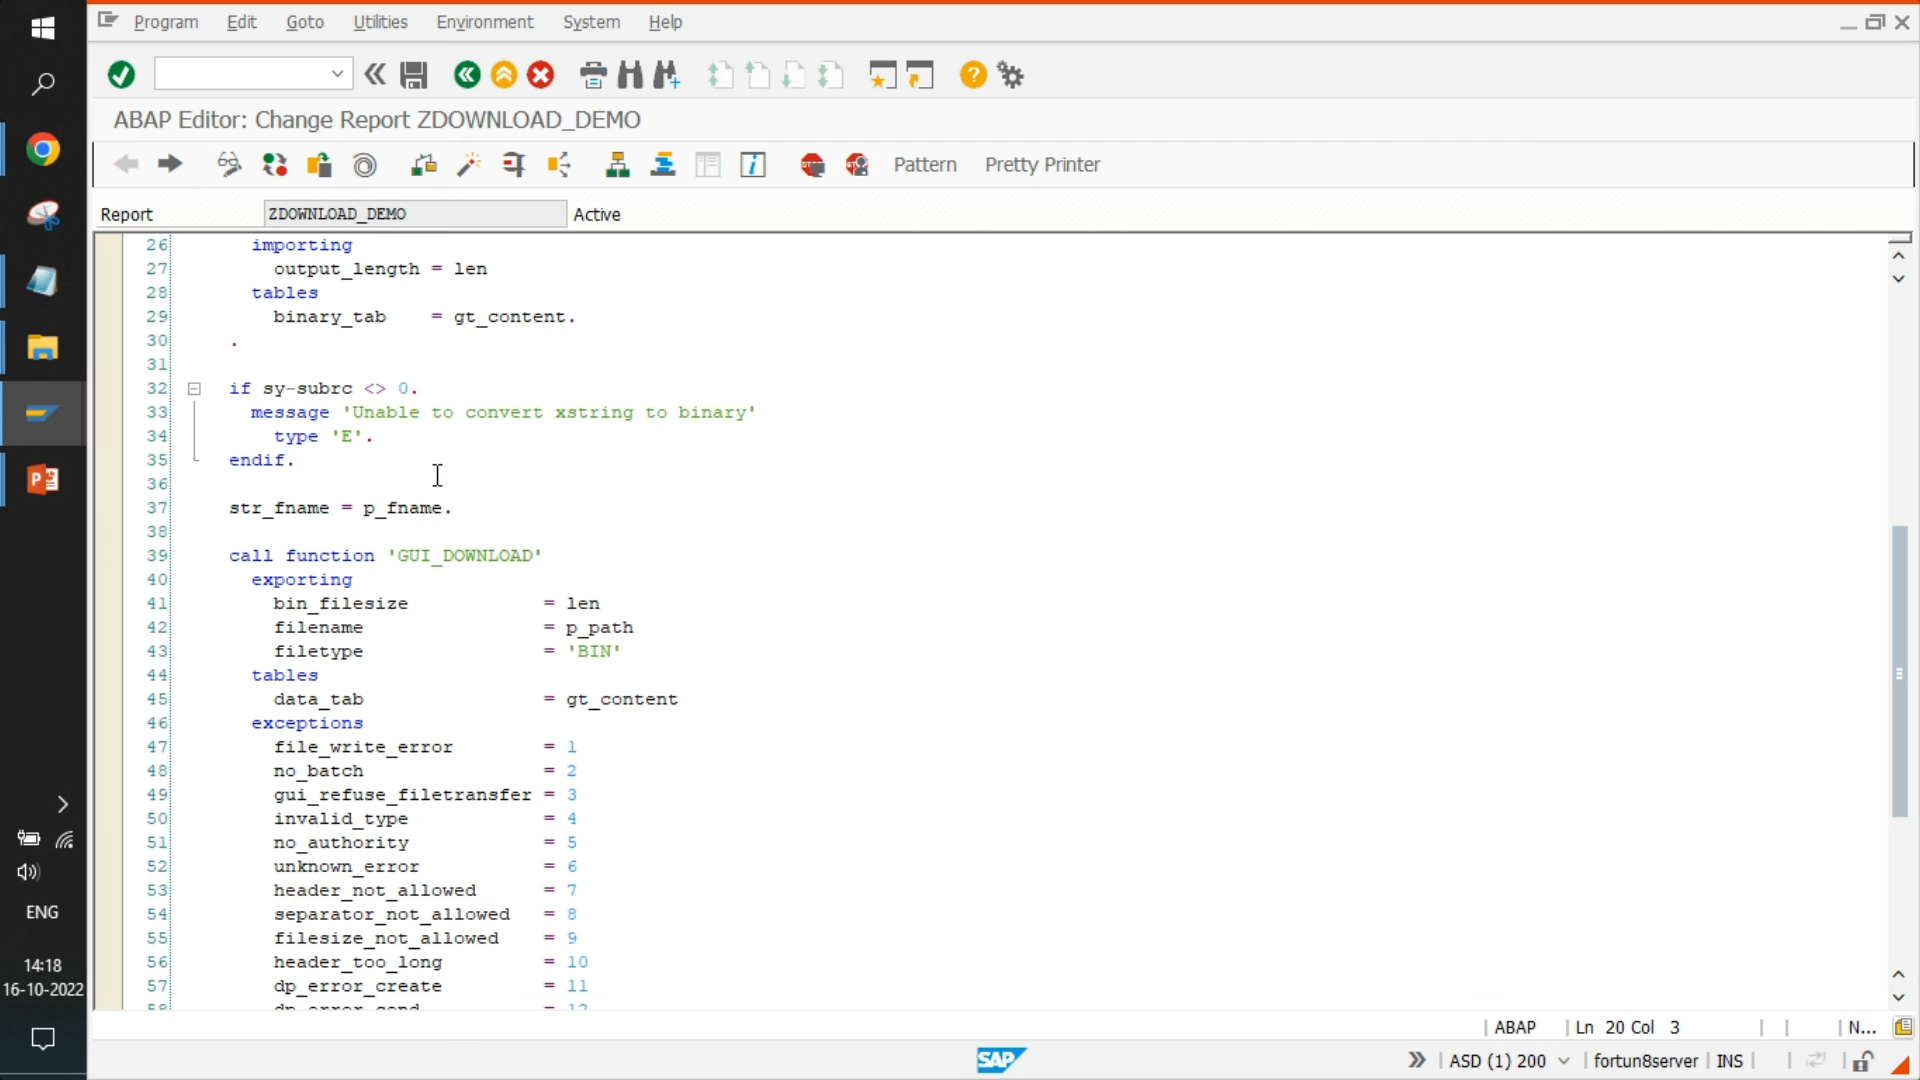 Program Edit Goto Utilities Environment System Help
ABAP Editor: Change Report ZDOWNLOAD_DEMO
Pattern Pretty Printer
Report ZDOWNLOAD_DEMO Active
26 importing
27 output_length = len
28 tables
29 binary_tab = gt_content.
30 .
31
32 if sy-subrc <> 0.
33 message 'Unable to convert xstring to binary'
34 type 'E'.
35 endif.
36
37 str_fname = p_fname.
38
39 call function 'GUI_DOWNLOAD'
40 exporting
41 bin_filesize = len
42 filename = p_path
43 filetype = 'BIN'
44 tables
45 data_tab = gt_content
46 exceptions
47 file_write_error = 1
48 no_batch = 2
49 gui_refuse_filetransfer = 3
50 invalid_type = 4
51 no_authority = 5
52 unknown_error = 6
53 header_not_allowed = 7
54 separator_not_allowed = 8
55 filesize_not_allowed = 9
56 header_too_long = 10
57 dp_error_create = 11
58 dp_error_send = 12
ABAP Ln 20 Col 3 N...
SAP ASD (1) 200 fortun8server INS
ENG
14:18
16-10-2022